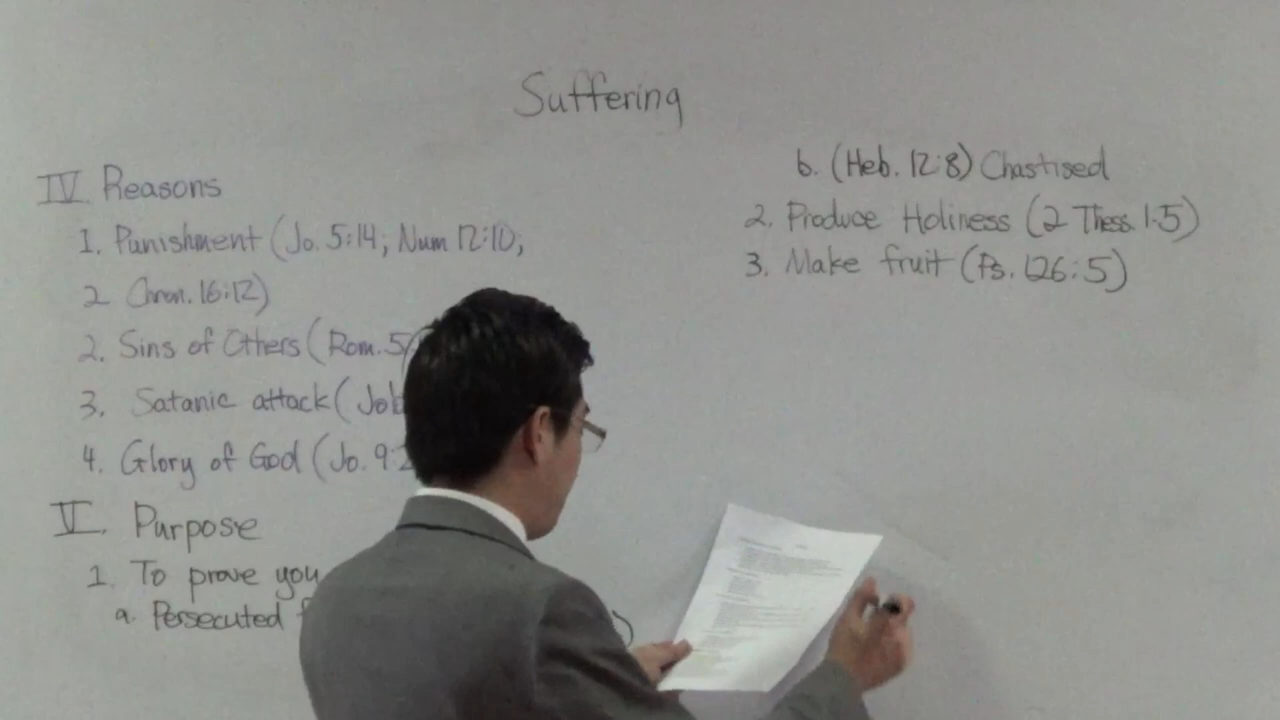 Suffering
IV. Reasons
1. Punishment (Jo. 5:14; Num 12:10;
2 Chron. 16:12)
2. Sins of Others (Rom. 5
3. Satanic attack (Job
4. Glory of God (Jo. 9:2
V. Purpose
1. To prove you
a. Persecuted
)
b. (Heb. 12:8) Chastised
2. Produce Holiness (2 Thess. 1:5)
3. Make fruit (Ps. 126:5)